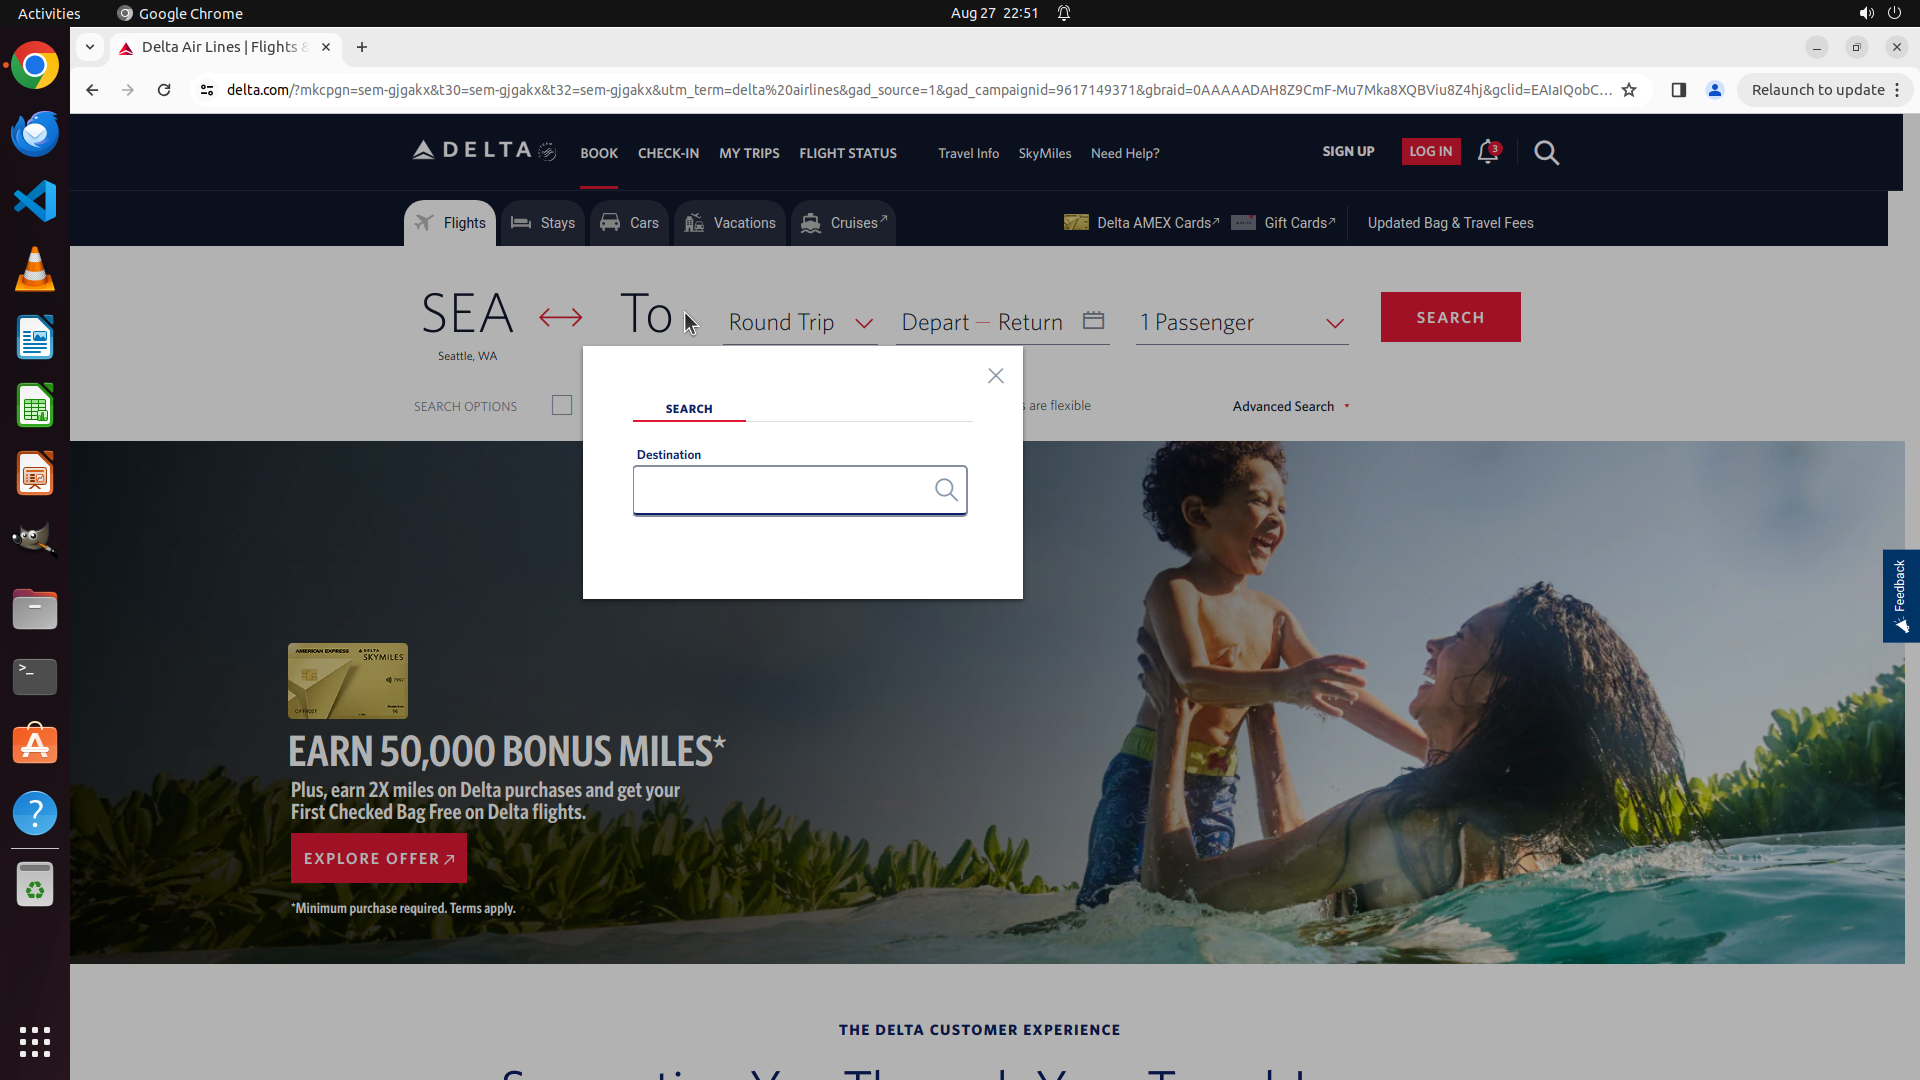 Activities
Google Chrome
Aug 27 22:51
Delta Air Lines | Flights &
delta.com/?mkcpgn=sem-gjgakx&t30=sem-gjgakx&t32=sem-gjgakx&utm_term=delta%20airlines&gad_source=1&gad_campaignid=9617149371&gbraid=0AAAAADAH8Z9CmF-Mu7Mka8XQBViu8Z4hj&gclid=EAIaIQobC...
Relaunch to update
DELTA
BOOK
CHECK-IN
MY TRIPS
FLIGHT STATUS
Travel Info
SkyMiles
Need Help?
SIGN UP
LOG IN
3
Flights
Stays
Cars
Vacations
Cruises
Delta AMEX Cards
Gift Cards
Updated Bag & Travel Fees
SEA
Seattle, WA
To
Round Trip
Depart — Return
1 Passenger
SEARCH
SEARCH OPTIONS
are flexible
Advanced Search
SEARCH
Destination
Feedback
AMERICAN EXPRESS
DELTA
SKYMILES
EARN 50,000 BONUS MILES*
Plus, earn 2X miles on Delta purchases and get your
First Checked Bag Free on Delta flights.
EXPLORE OFFER
*Minimum purchase required. Terms apply.
THE DELTA CUSTOMER EXPERIENCE